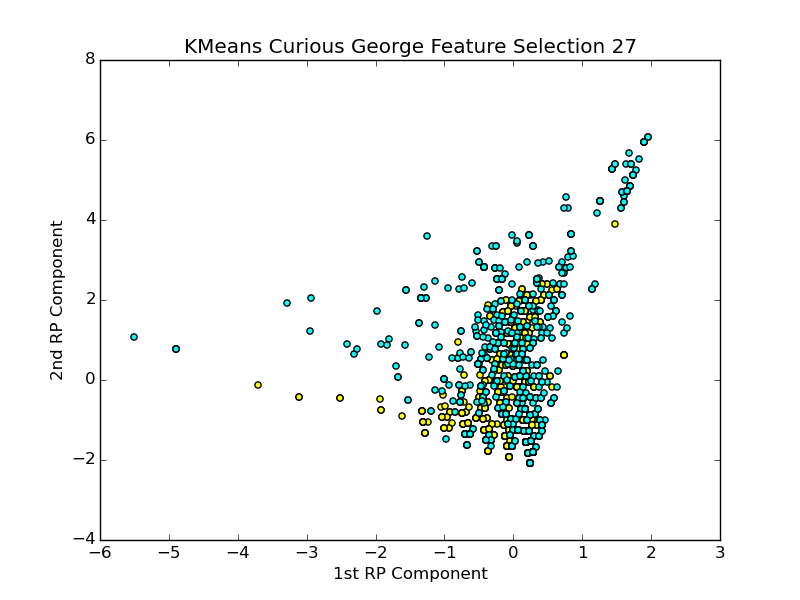 KMeans Curious George Feature Selection 27
8
6
4
2
0
−2
−4
2nd RP Component
−6 −5 −4 −3 −2 −1 0 1 2 3
1st RP Component